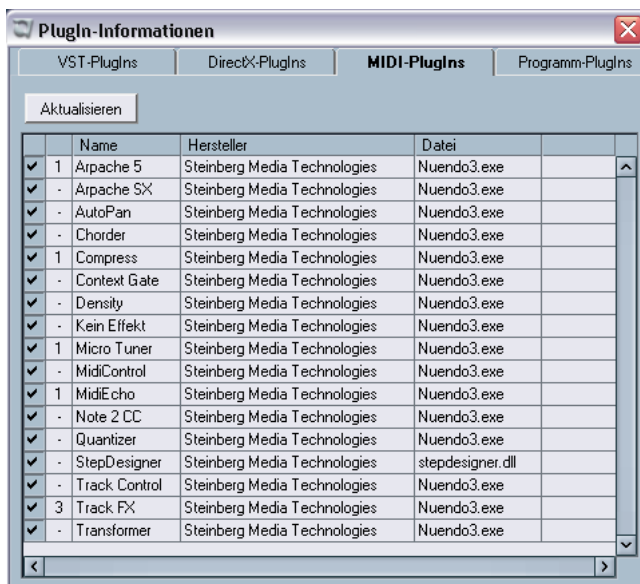 PlugIn-Informationen
VST-PlugIns DirectX-PlugIns MIDI-PlugIns Programm-PlugIns
Aktualisieren
Name Hersteller Datei
1 Arpache 5 Steinberg Media Technologies Nuendo3.exe
- Arpache SX Steinberg Media Technologies Nuendo3.exe
- AutoPan Steinberg Media Technologies Nuendo3.exe
- Chorder Steinberg Media Technologies Nuendo3.exe
1 Compress Steinberg Media Technologies Nuendo3.exe
- Context Gate Steinberg Media Technologies Nuendo3.exe
- Density Steinberg Media Technologies Nuendo3.exe
- Kein Effekt Steinberg Media Technologies Nuendo3.exe
1 Micro Tuner Steinberg Media Technologies Nuendo3.exe
- MidiControl Steinberg Media Technologies Nuendo3.exe
1 MidiEcho Steinberg Media Technologies Nuendo3.exe
- Note 2 CC Steinberg Media Technologies Nuendo3.exe
- Quantizer Steinberg Media Technologies Nuendo3.exe
- StepDesigner Steinberg Media Technologies stepdesigner.dll
- Track Control Steinberg Media Technologies Nuendo3.exe
3 Track FX Steinberg Media Technologies Nuendo3.exe
- Transformer Steinberg Media Technologies Nuendo3.exe